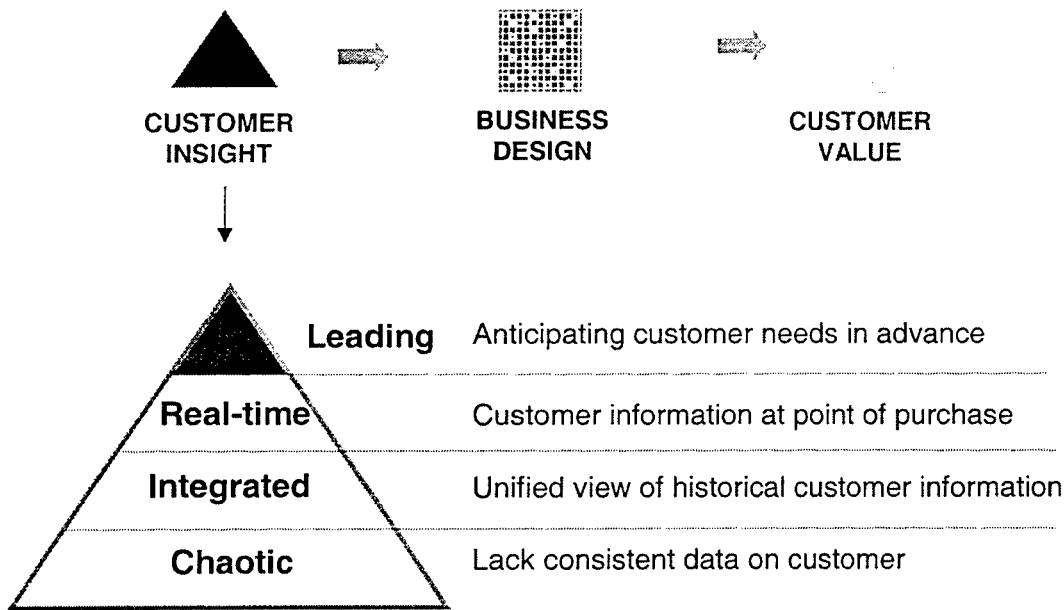 CUSTOMER
INSIGHT
BUSINESS
DESIGN
CUSTOMER
VALUE
Leading Anticipating customer needs in advance
Real-time Customer information at point of purchase
Integrated Unified view of historical customer information
Chaotic Lack consistent data on customer